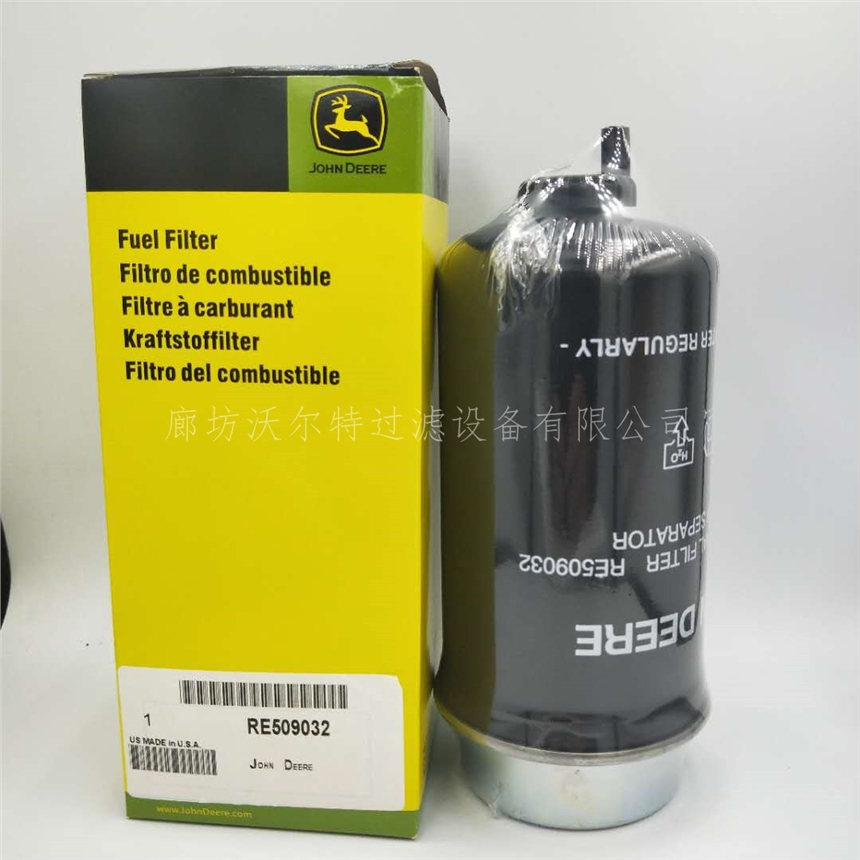 JOHN DEERE
Fuel Filter
Filtro de combustible
Filtre à carburant
Kraftstoffilter
Filtro del combustible
廊坊沃尔特过滤设备有限公司
1
RE509032
US MADE in U.S.A.
JOHN DEERE
www.JohnDeere.com
DEERE
FILTER RE509032
SEPARATOR
H₂O
REGULARLY -